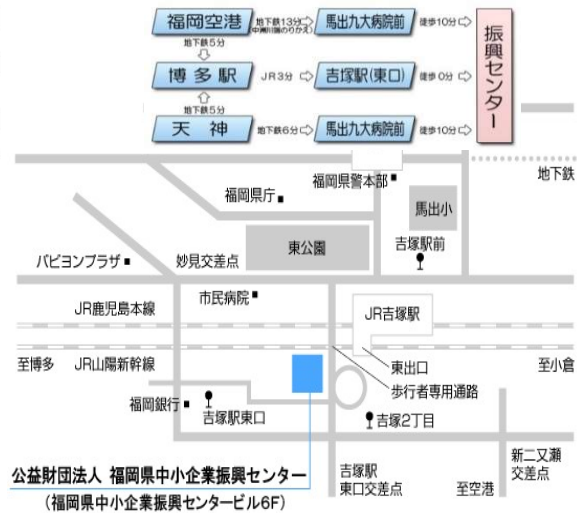 福岡空港 地下鉄13分 (中洲川端のりかえ) 馬出九大病院前 徒歩10分
地下鉄5分
博多駅 JR3分 吉塚駅(東口) 徒歩0分
地下鉄5分
天神 地下鉄6分 馬出九大病院前 徒歩10分
振興センター
地下鉄
福岡県警本部
福岡県庁
馬出小
東公園
吉塚駅前
パピヨンプラザ
妙見交差点
市民病院
JR吉塚駅
JR鹿児島本線
至博多
JR山陽新幹線
東出口
至小倉
歩行者専用通路
福岡銀行
吉塚駅東口
吉塚2丁目
新二又瀬
交差点
吉塚駅
東口交差点
至空港
公益財団法人 福岡県中小企業振興センター
(福岡県中小企業振興センタービル6F)